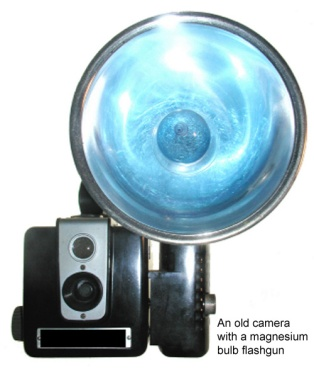 An old camera
with a magnesium
bulb flashgun